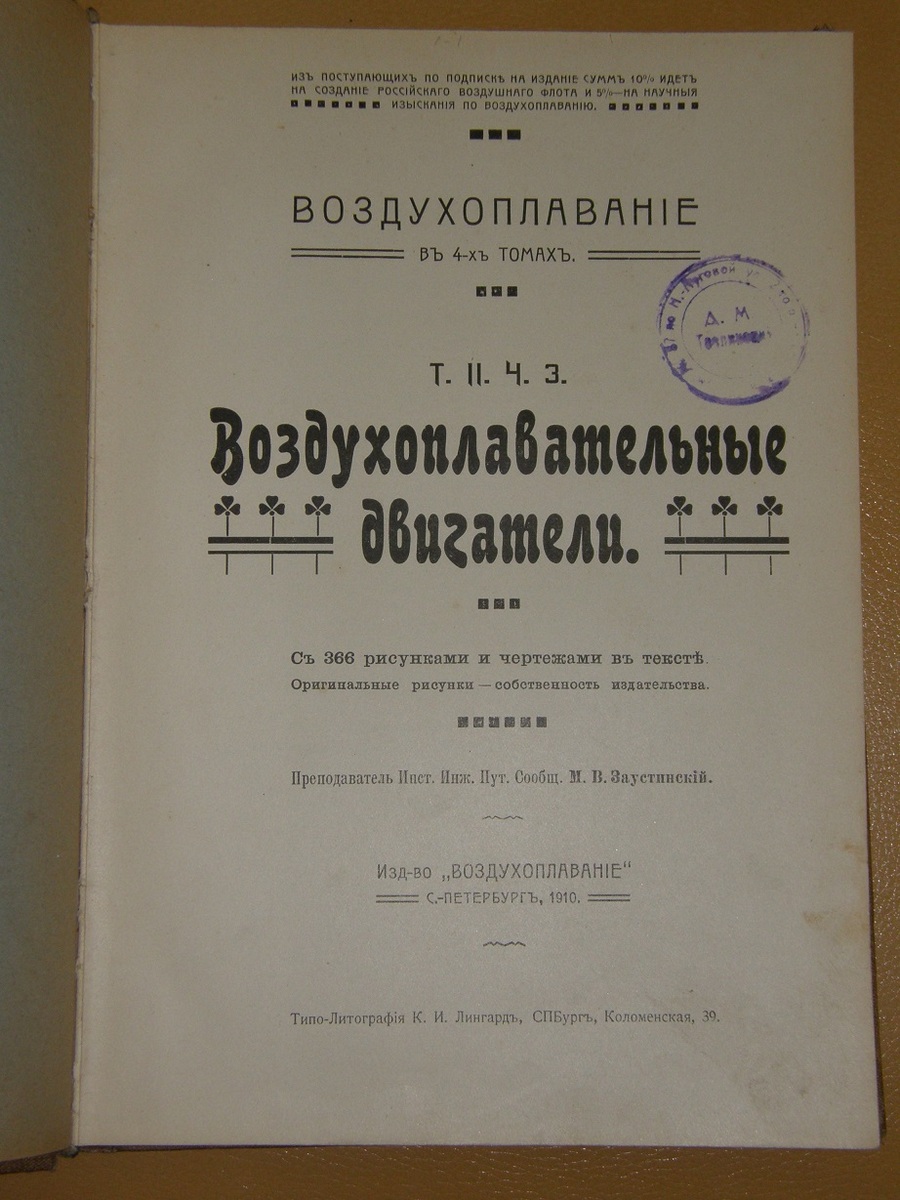 ИЗЪ ПОСТУПАЮЩИХЪ ПО ПОДПИСКѢ НА ИЗДАНІЕ СУММЪ 10% ИДЕТЪ
НА СОЗДАНІЕ РОССІЙСКАГО ВОЗДУШНАГО ФЛОТА И 5%—НА НАУЧНЫЯ
ИЗЫСКАНІЯ ПО ВОЗДУХОПЛАВАНІЮ.
ВОЗДУХОПЛАВАНІЕ
ВЪ 4-хъ ТОМАХЪ.
Д. М
Т. II. Ч. 3.
Воздухоплавательные
двигатели.
Съ 366 рисунками и чертежами въ текстѣ.
Оригинальные рисунки — собственность издательства.
Преподаватель Инст. Инж. Пут. Сообщ. М. В. Заустинскій.
Изд-во „ВОЗДУХОПЛАВАНІЕ“
С.-ПЕТЕРБУРГЪ, 1910.
Типо-Литографія К. И. Лингардъ, СПБургъ, Коломенская, 39.